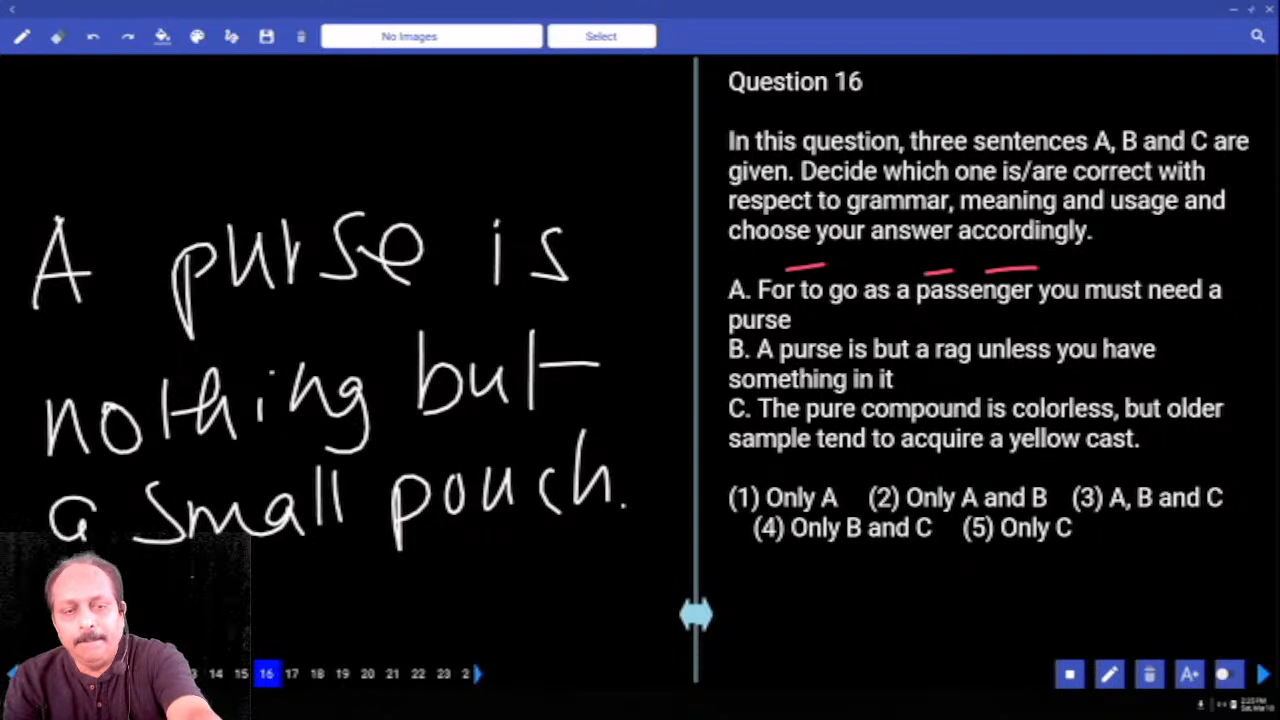 No Images
Select
A purse is
nothing but
a small pouch.
Question 16
In this question, three sentences A, B and C are
given. Decide which one is/are correct with
respect to grammar, meaning and usage and
choose your answer accordingly.
A. For to go as a passenger you must need a
purse
B. A purse is but a rag unless you have
something in it
C. The pure compound is colorless, but older
sample tend to acquire a yellow cast.
(1) Only A (2) Only A and B (3) A, B and C
(4) Only B and C (5) Only C
14 15 16 17 18 19 20 21 22 23 2
A+